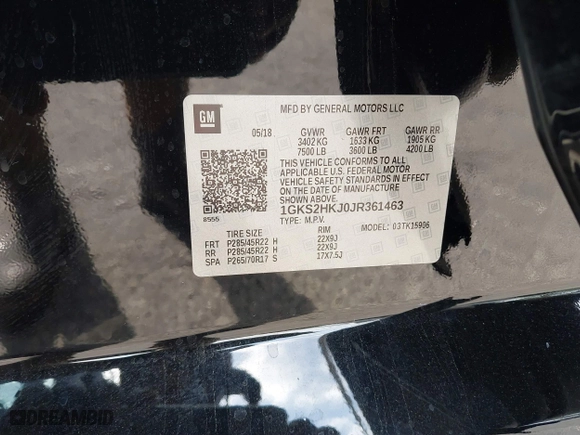 MFD BY GENERAL MOTORS LLC
GM
05/18 GVWR GAWR FRT GAWR RR
3402 KG 1633 KG 1905 KG
7500 LB 3600 LB 4200 LB
THIS VEHICLE CONFORMS TO ALL
APPLICABLE U.S. FEDERAL MOTOR
VEHICLE SAFETY STANDARDS IN EFFECT
ON THE DATE OF MANUFACTURE
SHOWN ABOVE.
1GKS2HKJ0JR361463
8555 TYPE: M.P.V.
TIRE SIZE RIM MODEL: 03TK15906
FRT P285/45R22 H 22X9J
RR P285/45R22 H 22X9J
SPA P265/70R17 S 17X7.5J
DREAMBID